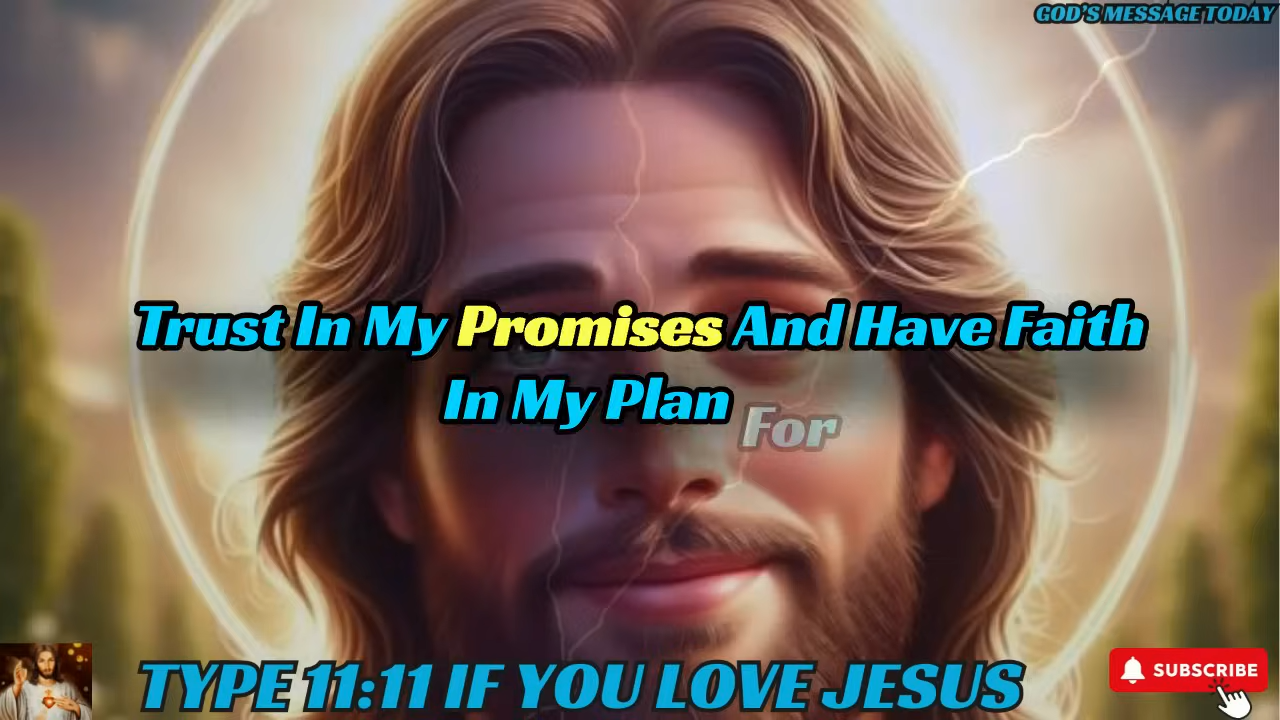 GOD'S MESSAGE TODAY
Trust In My Promises And Have Faith
In My Plan For
TYPE 11:11 IF YOU LOVE JESUS
SUBSCRIBE